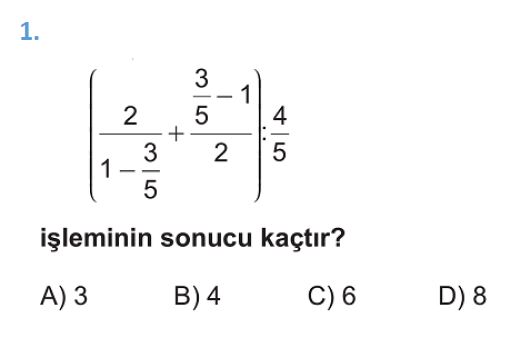 1.
(2/(1 − 3/5) + (3/5 − 1)/2) : 4/5
işleminin sonucu kaçtır?
A) 3 B) 4 C) 6 D) 8